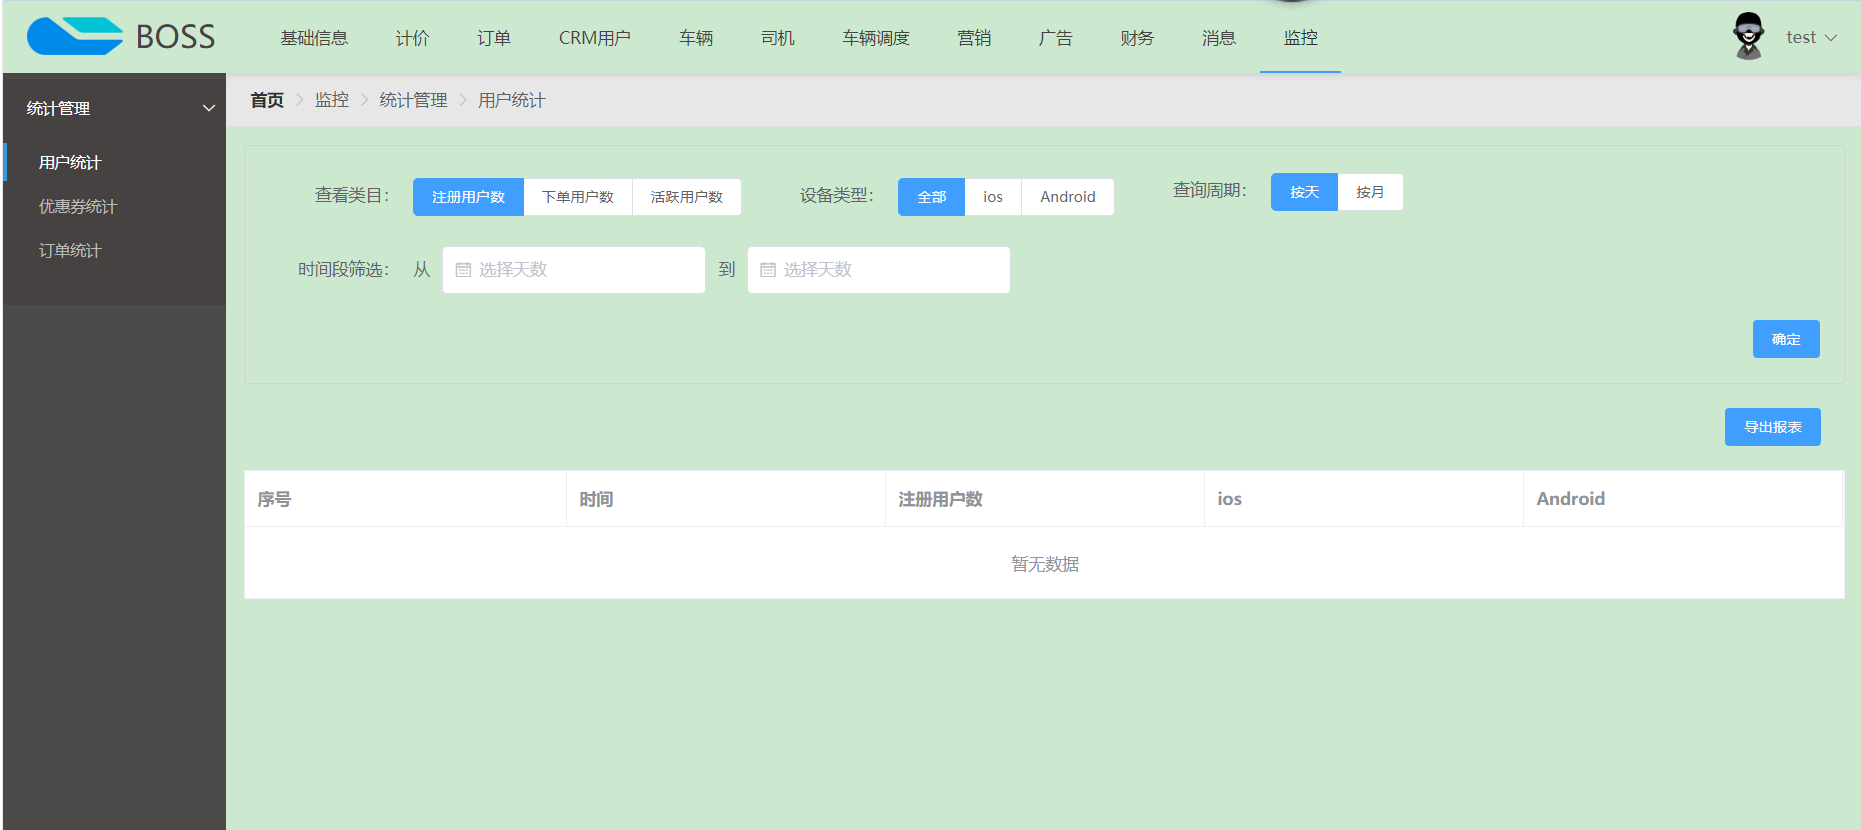 BOSS 基础信息 计价 订单 CRM用户 车辆 司机 车辆调度 营销 广告 财务 消息 监控 test
统计管理
用户统计
优惠券统计
订单统计
首页 监控 统计管理 用户统计
查看类目： 注册用户数 下单用户数 活跃用户数 设备类型： 全部 ios Android 查询周期： 按天 按月
时间段筛选： 从 选择天数 到 选择天数
确定
导出报表
序号 时间 注册用户数 ios Android
暂无数据